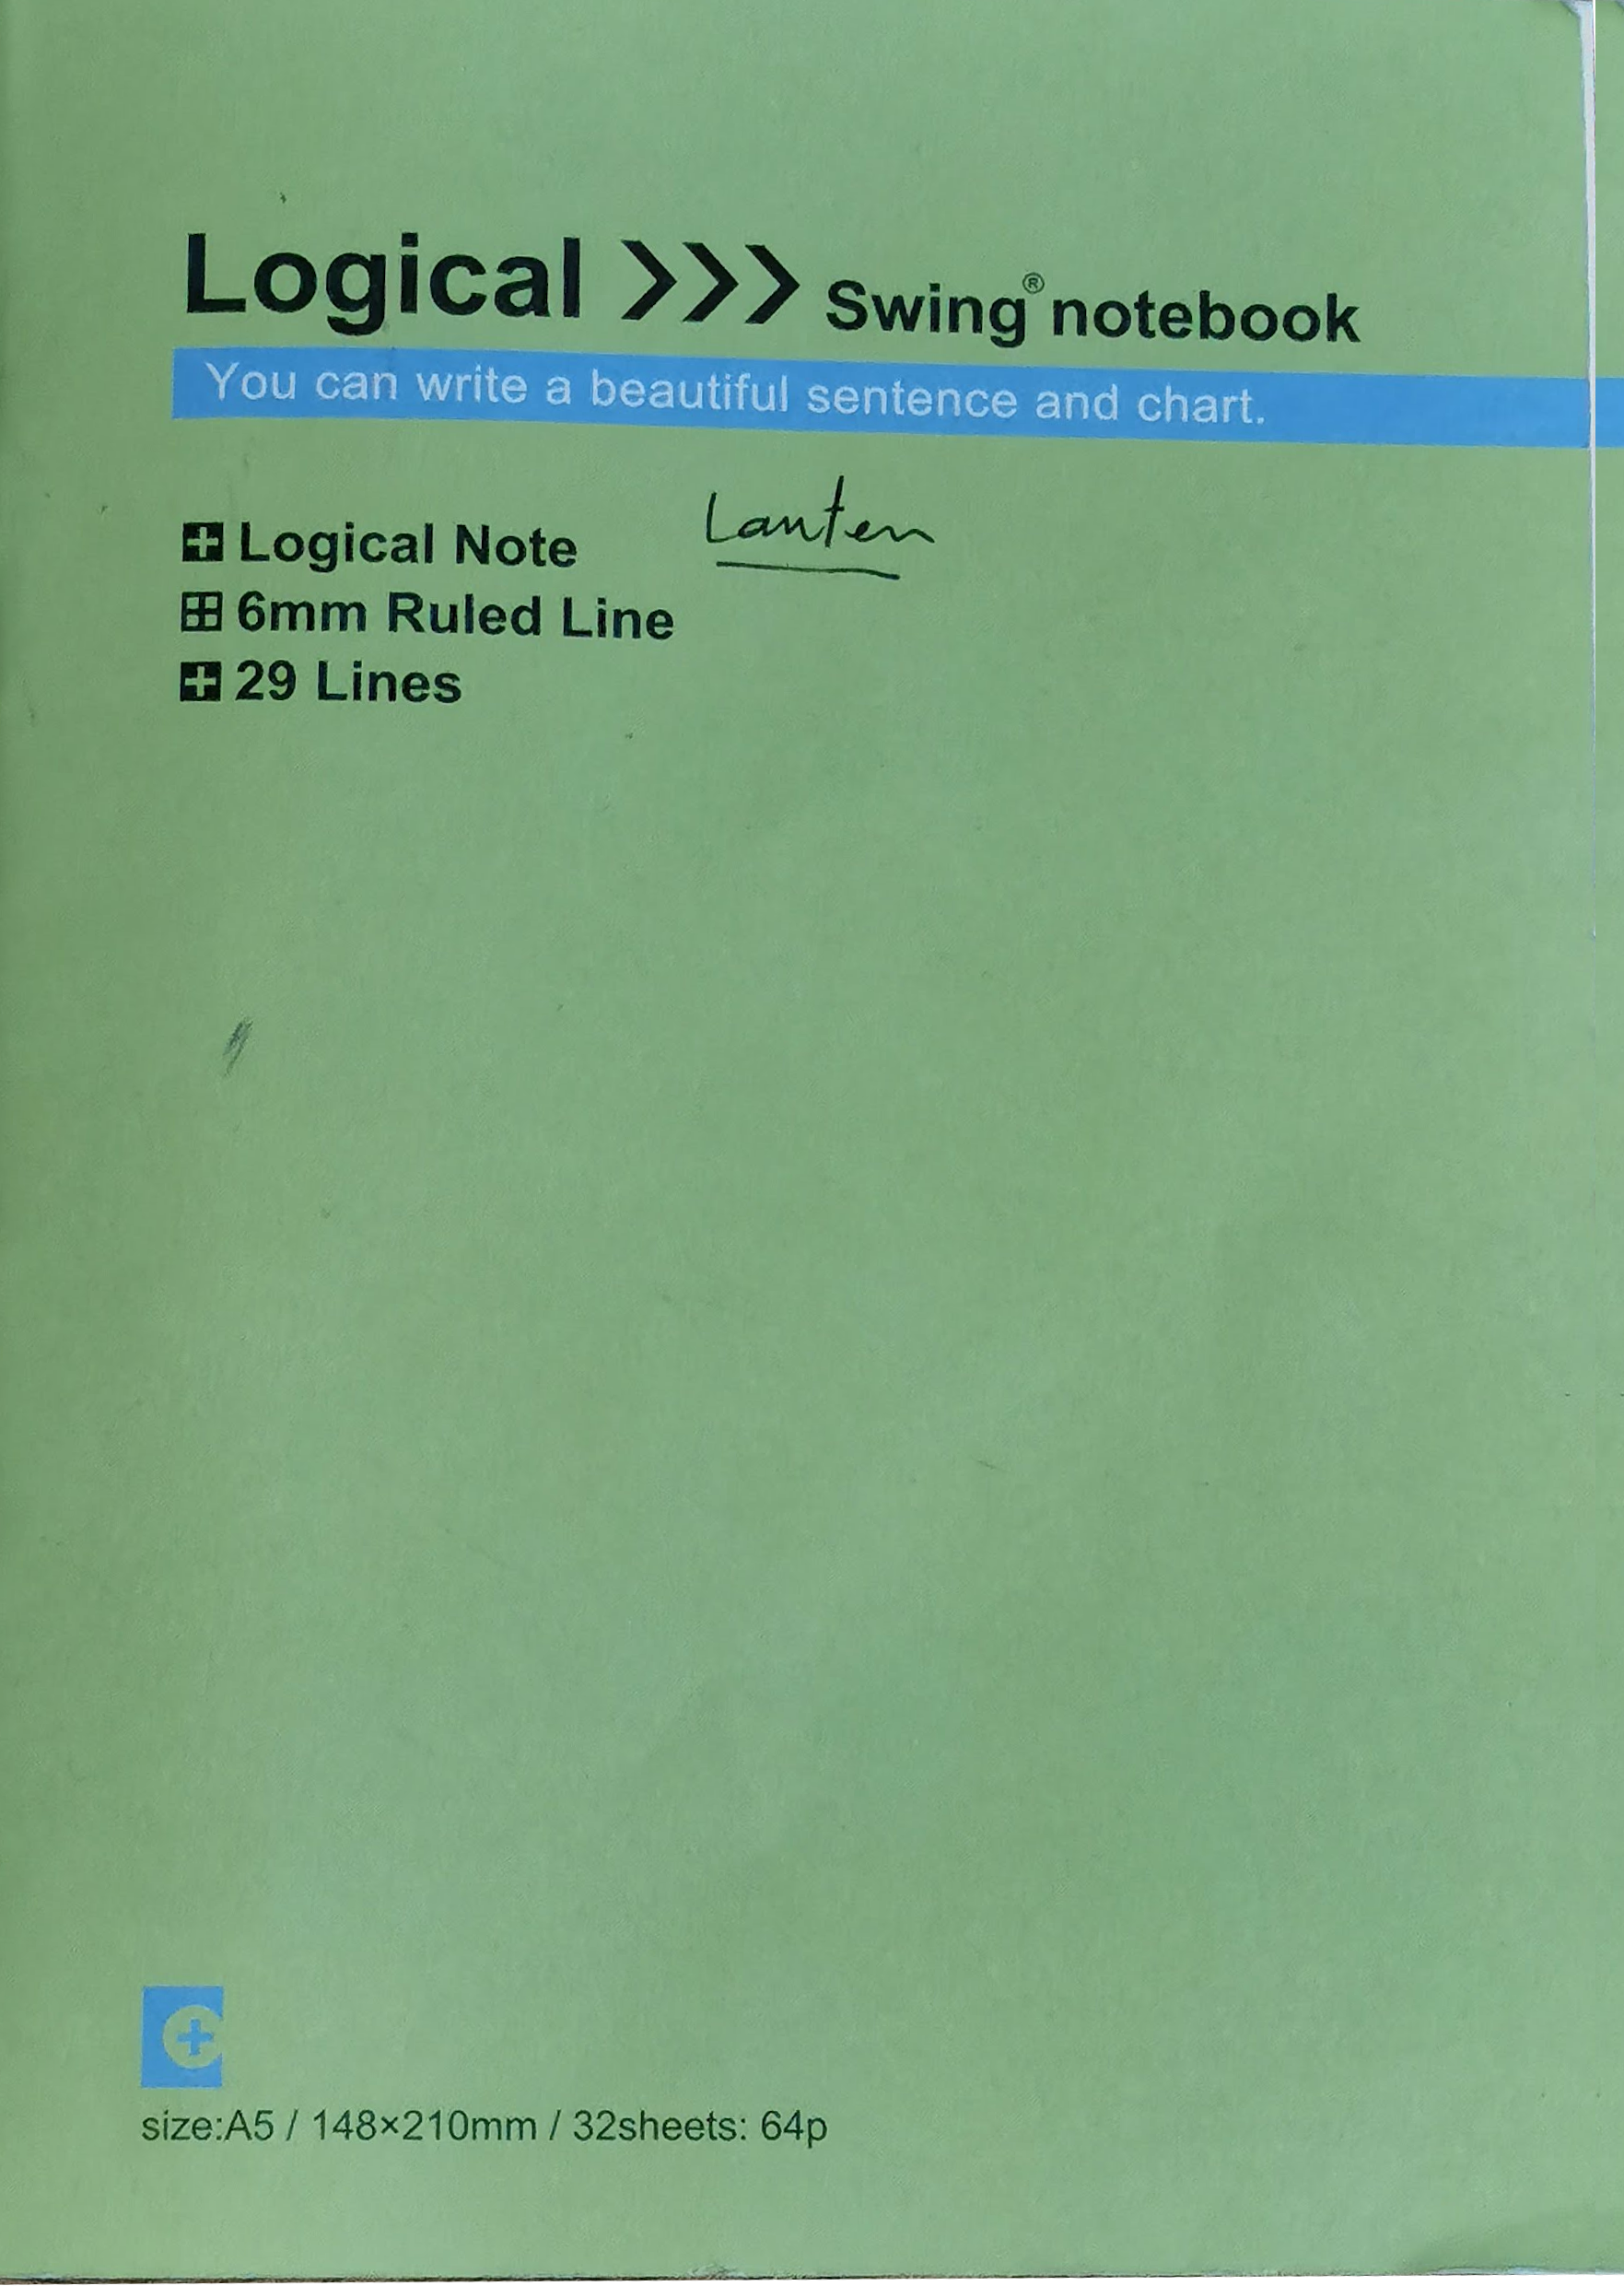 Logical >>> Swing® notebook
You can write a beautiful sentence and chart.
Lantern
Logical Note
6mm Ruled Line
29 Lines
size:A5 / 148×210mm / 32sheets: 64p